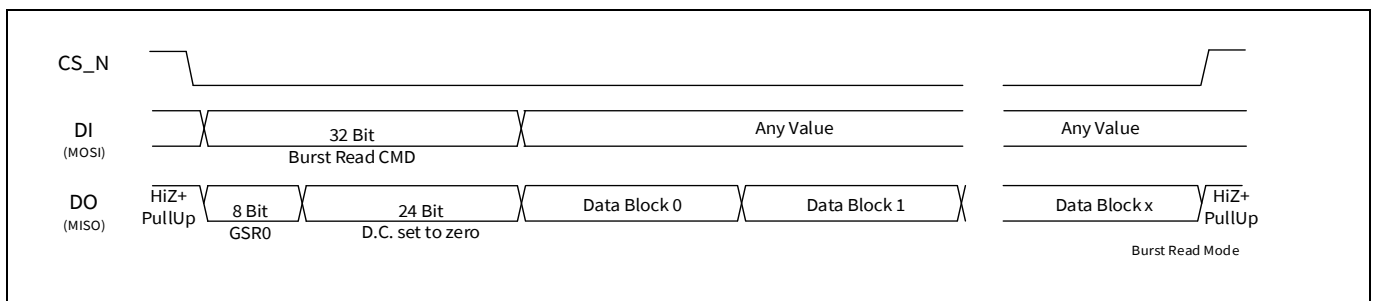 CS_N
DI
(MOSI)
32 Bit
Burst Read CMD
Any Value
Any Value
DO
(MISO)
HiZ+
PullUp
8 Bit
GSR0
24 Bit
D.C. set to zero
Data Block 0
Data Block 1
Data Block x
HiZ+
PullUp
Burst Read Mode